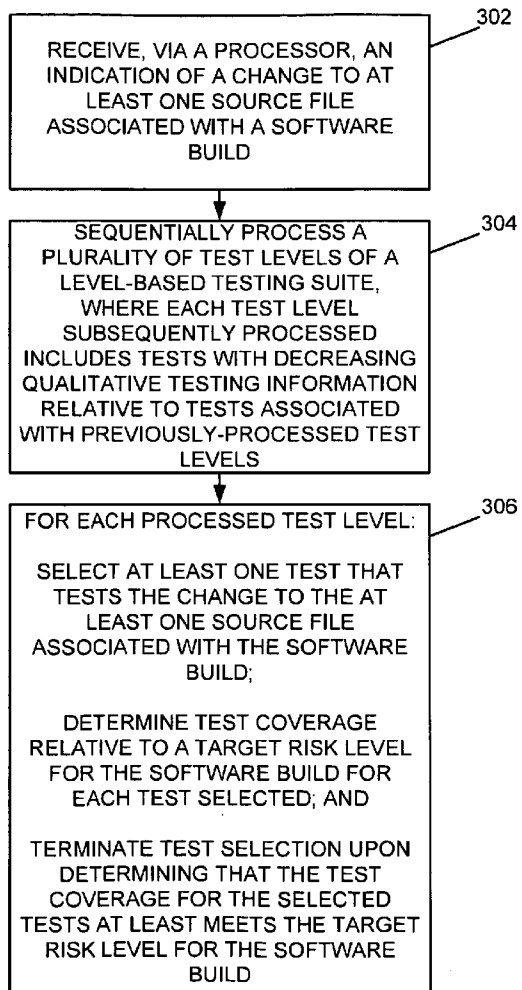 302
RECEIVE, VIA A PROCESSOR, AN
INDICATION OF A CHANGE TO AT
LEAST ONE SOURCE FILE
ASSOCIATED WITH A SOFTWARE
BUILD
304
SEQUENTIALLY PROCESS A
PLURALITY OF TEST LEVELS OF A
LEVEL-BASED TESTING SUITE,
WHERE EACH TEST LEVEL
SUBSEQUENTLY PROCESSED
INCLUDES TESTS WITH DECREASING
QUALITATIVE TESTING INFORMATION
RELATIVE TO TESTS ASSOCIATED
WITH PREVIOUSLY-PROCESSED TEST
LEVELS
306
FOR EACH PROCESSED TEST LEVEL:
SELECT AT LEAST ONE TEST THAT
TESTS THE CHANGE TO THE AT
LEAST ONE SOURCE FILE
ASSOCIATED WITH THE SOFTWARE
BUILD;
DETERMINE TEST COVERAGE
RELATIVE TO A TARGET RISK LEVEL
FOR THE SOFTWARE BUILD FOR
EACH TEST SELECTED; AND
TERMINATE TEST SELECTION UPON
DETERMINING THAT THE TEST
COVERAGE FOR THE SELECTED
TESTS AT LEAST MEETS THE TARGET
RISK LEVEL FOR THE SOFTWARE
BUILD